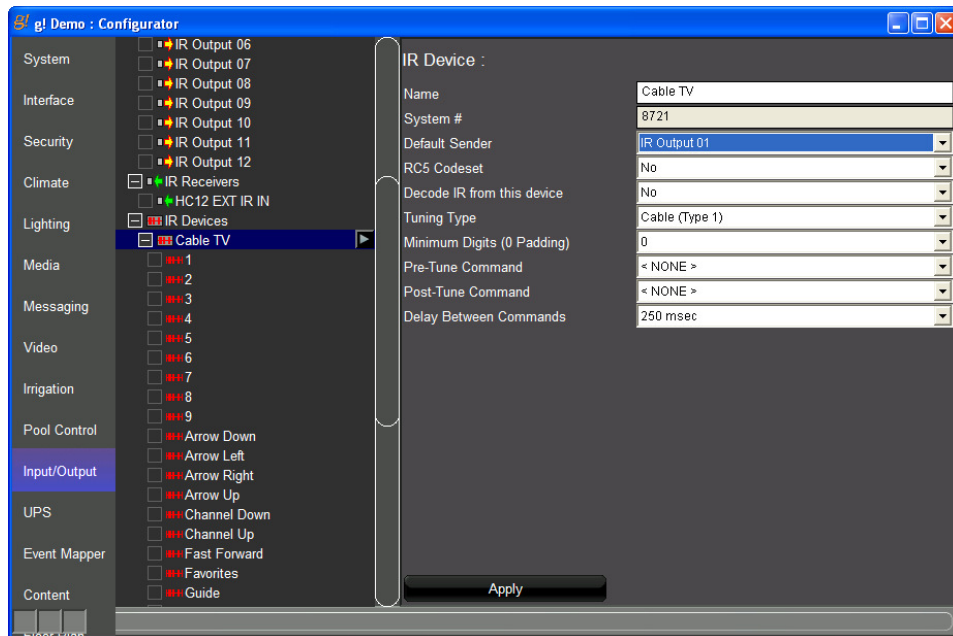 g! g! Demo : Configurator
System
Interface
Security
Climate
Lighting
Media
Messaging
Video
Irrigation
Pool Control
Input/Output
UPS
Event Mapper
Content
IR Output 06
IR Output 07
IR Output 08
IR Output 09
IR Output 10
IR Output 11
IR Output 12
IR Receivers
HC12 EXT IR IN
IR Devices
Cable TV
1
2
3
4
5
6
7
8
9
Arrow Down
Arrow Left
Arrow Right
Arrow Up
Channel Down
Channel Up
Fast Forward
Favorites
Guide
IR Device :
Name Cable TV
System # 8721
Default Sender IR Output 01
RC5 Codeset No
Decode IR from this device No
Tuning Type Cable (Type 1)
Minimum Digits (0 Padding) 0
Pre-Tune Command < NONE >
Post-Tune Command < NONE >
Delay Between Commands 250 msec
Apply